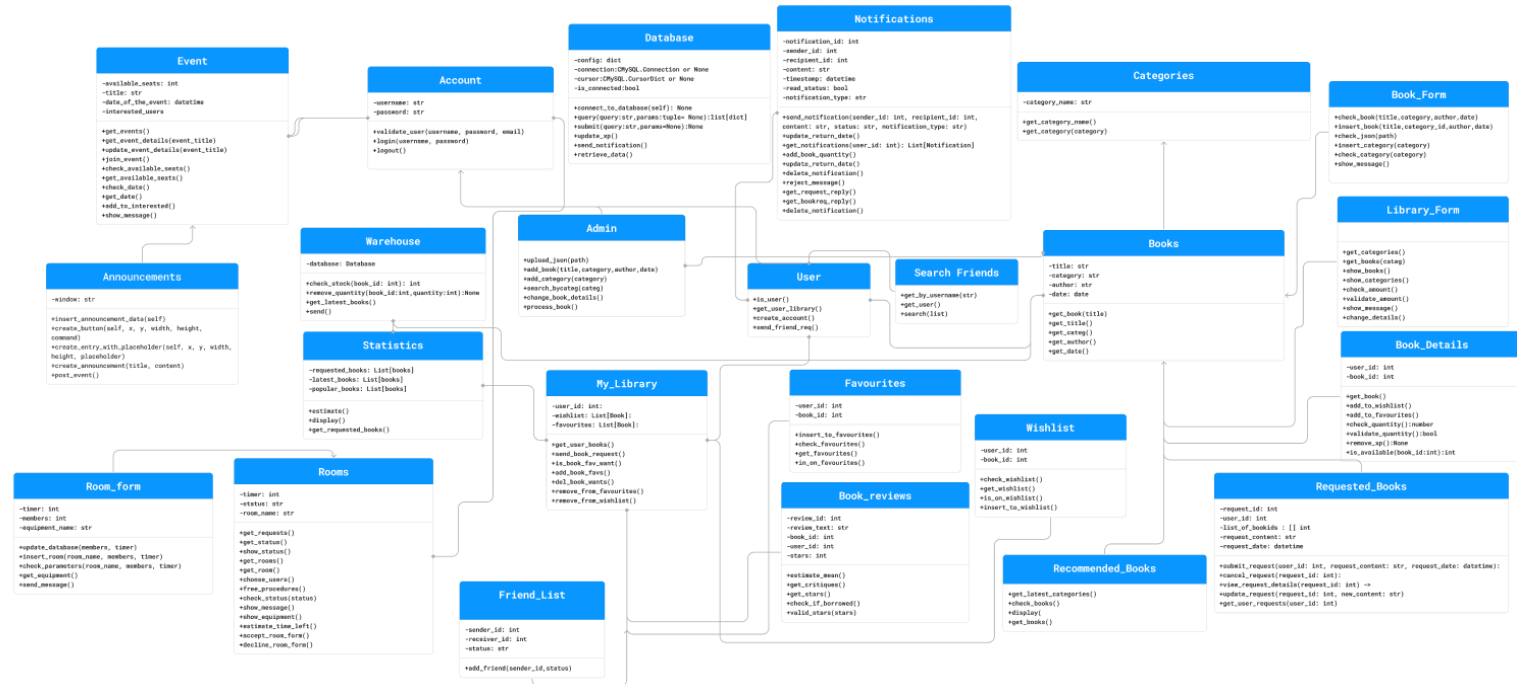 Event
-available_seats: int
-title: str
-date_of_the_event: datetime
-interested_users
+get_events()
+get_event_details(event_title)
+update_event_details(event_title)
+join_event()
+check_available_seats()
+get_available_seats()
+check_date()
+get_date()
+add_to_interested()
+show_message()
Account
-username: str
-password: str
+validate_user(username, password, email)
+login(username, password)
+logout()
Database
-config: dict
-connection:CMySQL.Connection or None
-cursor:CMySQL.CursorDict or None
-is_connected:bool
+connect_to_database(self): None
+query(query:str,params:tuple= None):list[dict]
+submit(query:str,params=None):None
+update_xp()
+send_notification()
+retrieve_data()
Notifications
-notification_id: int
-sender_id: int
-recipient_id: int
-content: str
-timestamp: datetime
-read_status: bool
-notification_type: str
+send_notification(sender_id: int, recipient_id: int,
content: str, status: str, notification_type: str)
+update_return_date()
+get_notifications(user_id: int): List[Notification]
+add_book_quantity()
+update_return_date()
+delete_notification()
+reject_message()
+get_request_reply()
+get_bookreq_reply()
+delete_notification()
Categories
-category_name: str
+get_category_name()
+get_category(category)
Book_Form
+check_book(title,category,author,date)
+insert_book(title,category_id,author,date)
+check_json(path)
+insert_category(category)
+check_category(category)
+show_message()
Library_Form
+get_categories()
+get_books(categ)
+show_books()
+show_categories()
+check_amount()
+validate_amount()
+show_message()
+change_details()
Announcements
-window: str
+insert_announcement_data(self)
+create_button(self, x, y, width, height,
command)
+create_entry_with_placeholder(self, x, y, width,
height, placeholder)
+create_announcement(title, content)
+post_event()
Warehouse
-database: Database
+check_stock(book_id: int): int
+remove_quantity(book_id:int,quantity:int):None
+get_latest_books()
+send()
Admin
+upload_json(path)
+add_book(title,category,author,date)
+add_category(category)
+search_bycateg(categ)
+change_book_details()
+process_book()
User
+is_user()
+get_user_library()
+create_account()
+send_friend_req()
Search Friends
+get_by_username(str)
+get_user()
+search(list)
Books
-title: str
-category: str
-author: str
-date: date
+get_book(title)
+get_title()
+get_categ()
+get_author()
+get_date()
Statistics
-requested_books: List[books]
-latest_books: List[books]
-popular_books: List[books]
+estimate()
+display()
+get_requested_books()
My_Library
-user_id: int:
-wishlist: List[Book]:
-favourites: List[Book]:
+get_user_books()
+send_book_request()
+is_book_fav_want()
+add_book_favs()
+del_book_wants()
+remove_from_favourites()
+remove_from_wishlist()
Favourites
-user_id: int
-book_id: int
+insert_to_favourites()
+check_favourites()
+get_favourites()
+in_on_favourites()
Wishlist
-user_id: int
-book_id: int
+check_wishlist()
+get_wishlist()
+is_on_wishlist()
+insert_to_wishlist()
Book_Details
-user_id: int
-book_id: int
+get_book()
+add_to_wishlist()
+add_to_favourites()
+check_quantity():number
+validate_quantity():bool
+remove_xp():None
+is_available(book_id:int):int
Room_form
-timer: int
-members: int
-equipment_name: str
+update_database(members, timer)
+insert_room(room_name, members, timer)
+check_parameters(room_name, members, timer)
+get_equipment()
+send_message()
Rooms
-timer: int
-status: str
-room_name: str
+get_requests()
+get_status()
+show_status()
+get_rooms()
+get_room()
+choose_users()
+free_procedures()
+check_status(status)
+show_message()
+show_equipment()
+estimate_time_left()
+accept_room_form()
+decline_room_form()
Book_reviews
-review_id: int
-review_text: str
-book_id: int
-user_id: int
-stars: int
+estimate_mean()
+get_critiques()
+get_stars()
+check_if_borrowed()
+valid_stars(stars)
Requested_Books
-request_id: int
-user_id: int
-list_of_bookids : [] int
-request_content: str
-request_date: datetime
+submit_request(user_id: int, request_content: str, request_date: datetime):
+cancel_request(request_id: int):
+view_request_details(request_id: int) ->
+update_request(request_id: int, new_content: str)
+get_user_requests(user_id: int)
Recommended_Books
+get_latest_categories()
+check_books()
+display(
+get_books()
Friend_List
-sender_id: int
-receiver_id: int
-status: str
+add_friend(sender_id,status)